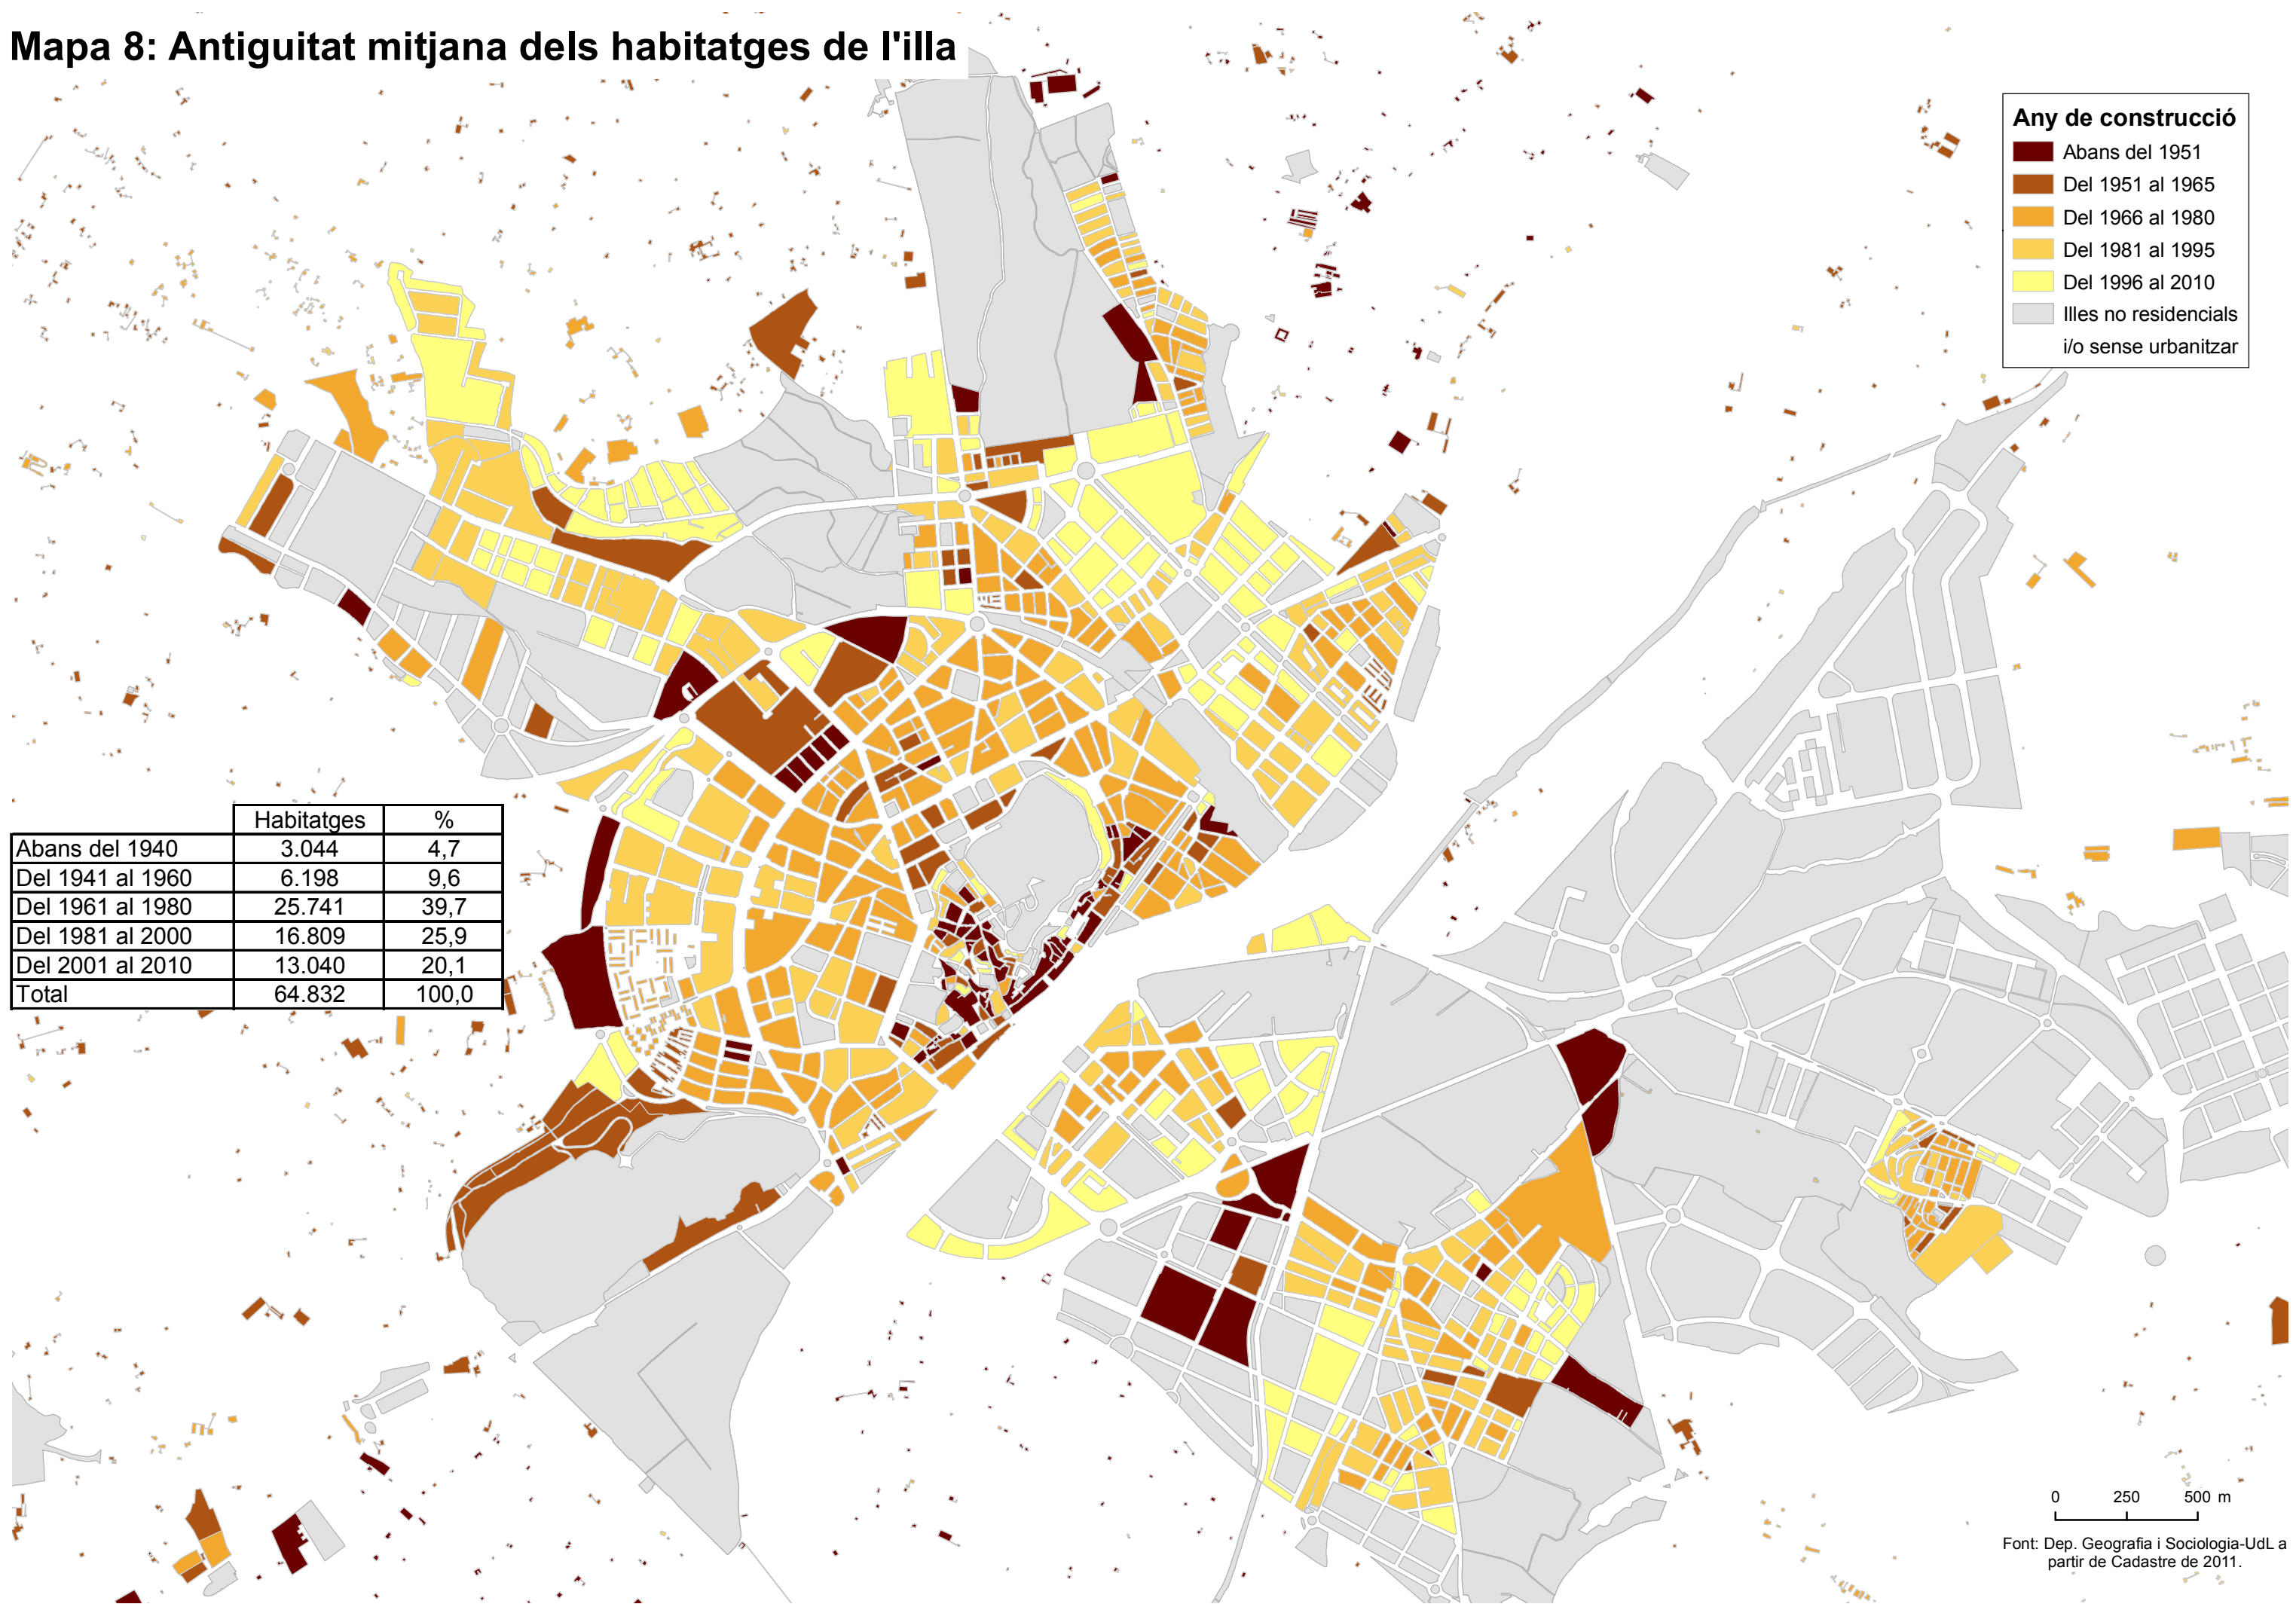 Mapa 8: Antiguitat mitjana dels habitatges de l'illa
Any de construcció
Abans del 1951
Del 1951 al 1965
Del 1966 al 1980
Del 1981 al 1995
Del 1996 al 2010
Illes no residencials
i/o sense urbanitzar
Habitatges %
Abans del 1940 3.044 4,7
Del 1941 al 1960 6.198 9,6
Del 1961 al 1980 25.741 39,7
Del 1981 al 2000 16.809 25,9
Del 2001 al 2010 13.040 20,1
Total 64.832 100,0
0 250 500 m
Font: Dep. Geografia i Sociologia-UdL a
partir de Cadastre de 2011.